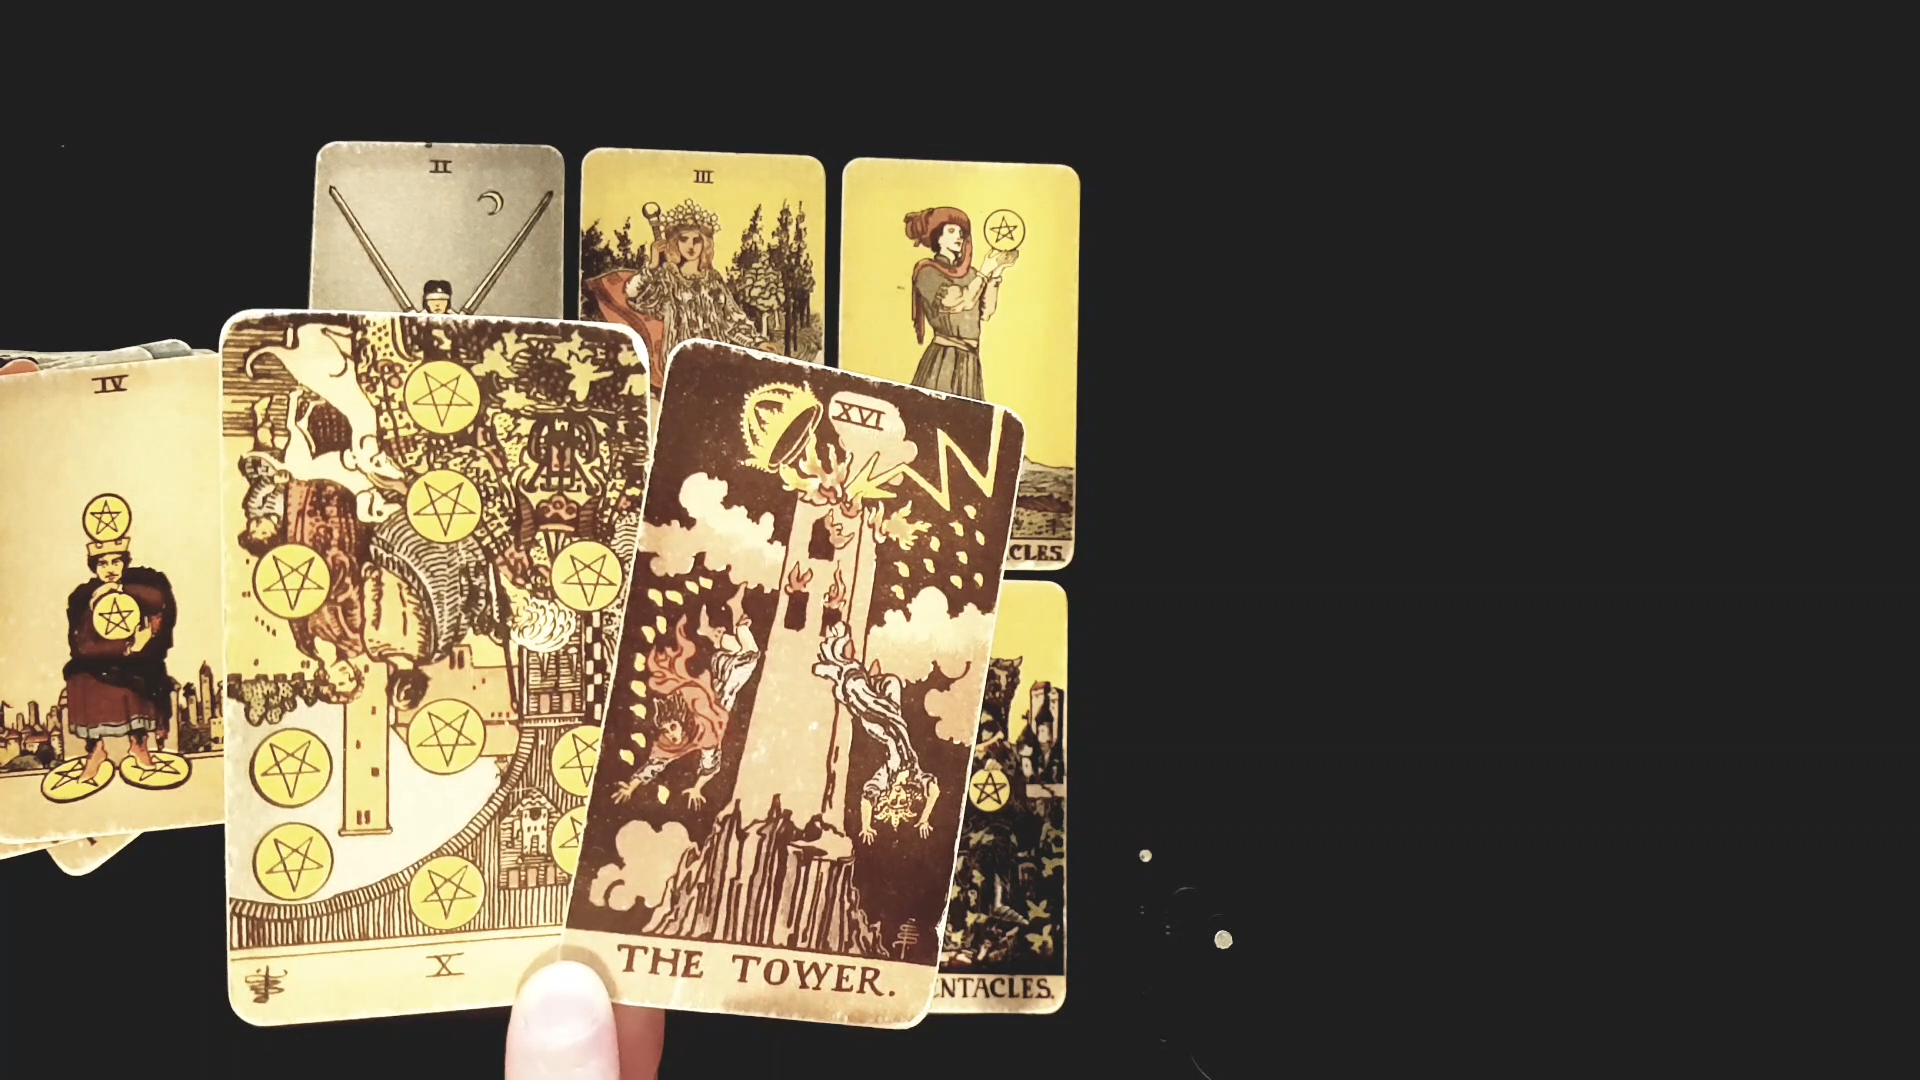 II
III
IV
XVI
CLES.
X
THE TOWER.
NTACLES.